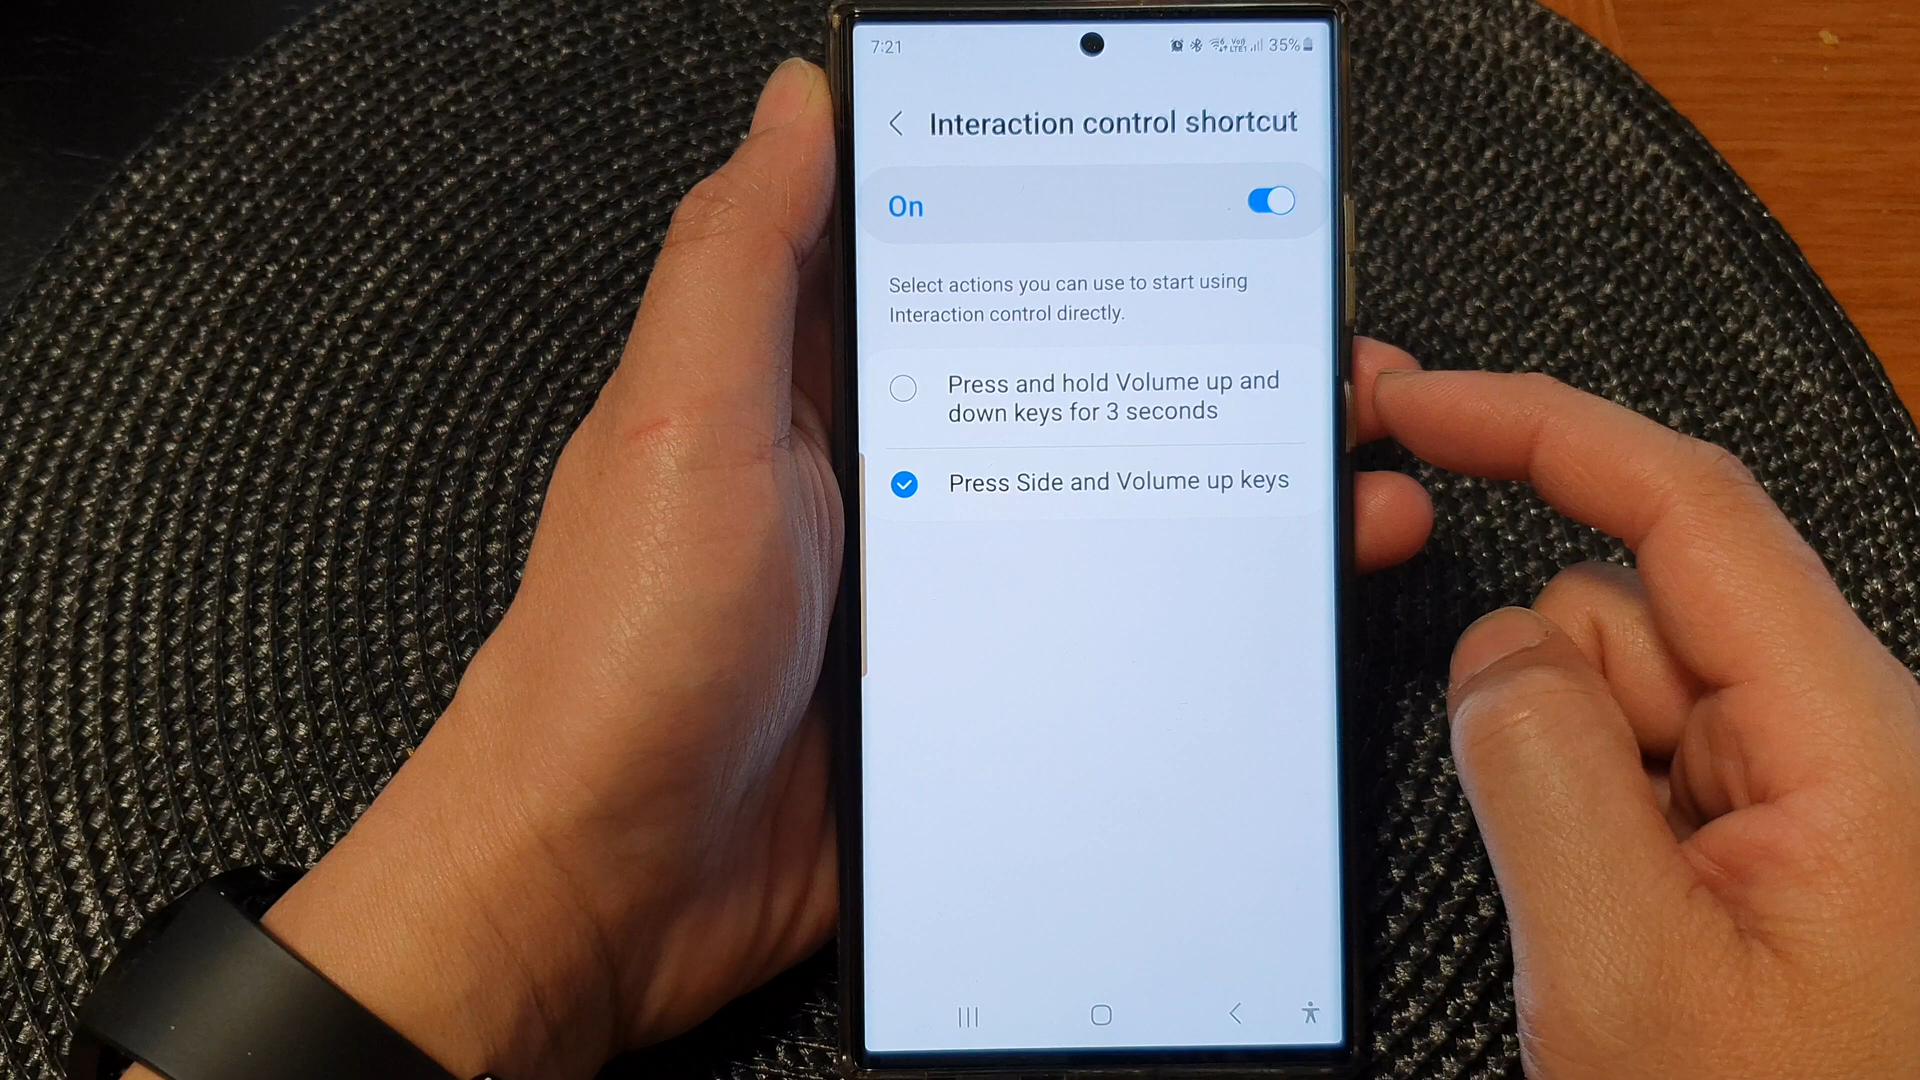 7:21
35%
Interaction control shortcut
On
Select actions you can use to start using
Interaction control directly.
Press and hold Volume up and
down keys for 3 seconds
Press Side and Volume up keys